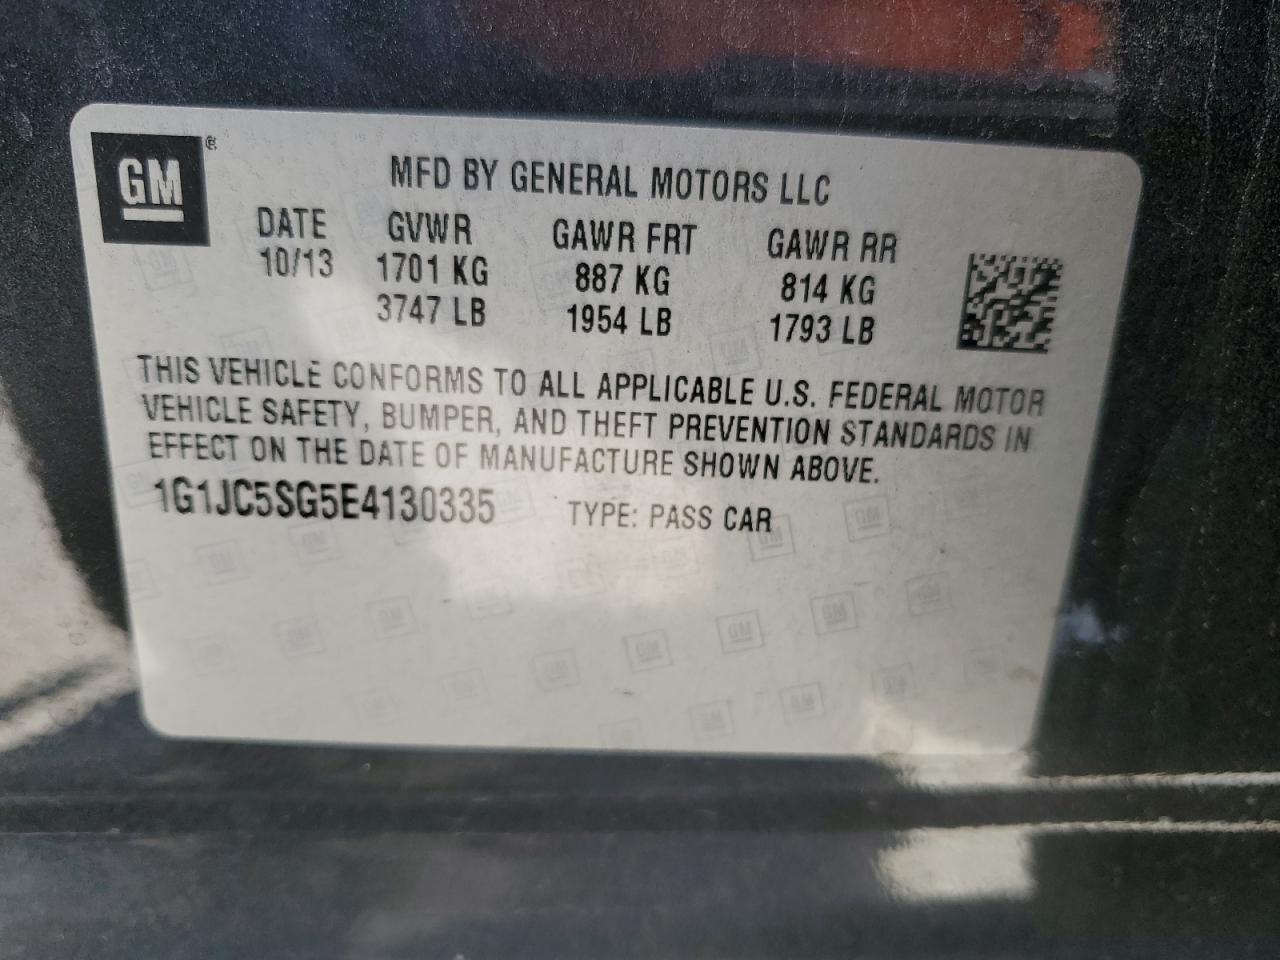 GM®
MFD BY GENERAL MOTORS LLC
DATE GVWR GAWR FRT GAWR RR
10/13 1701 KG 887 KG 814 KG
3747 LB 1954 LB 1793 LB
THIS VEHICLE CONFORMS TO ALL APPLICABLE U.S. FEDERAL MOTOR
VEHICLE SAFETY, BUMPER, AND THEFT PREVENTION STANDARDS IN
EFFECT ON THE DATE OF MANUFACTURE SHOWN ABOVE.
1G1JC5SG5E4130335 TYPE: PASS CAR